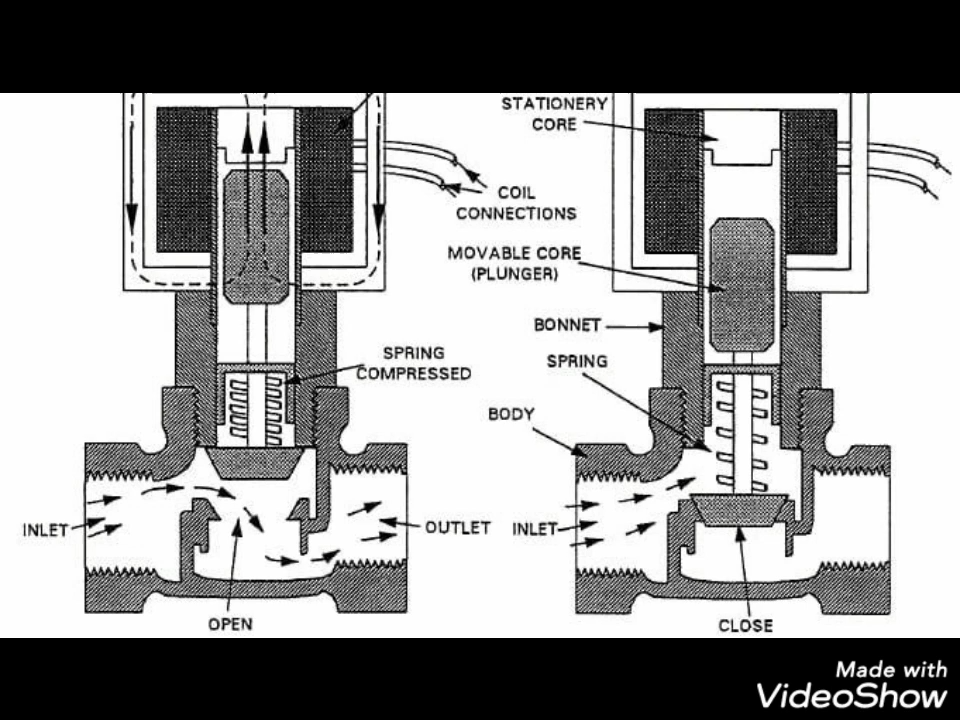 STATIONERY
CORE
COIL
CONNECTIONS
MOVABLE CORE
(PLUNGER)
BONNET
SPRING
COMPRESSED
SPRING
BODY
INLET
OUTLET
INLET
OPEN
CLOSE
Made with
VideoShow